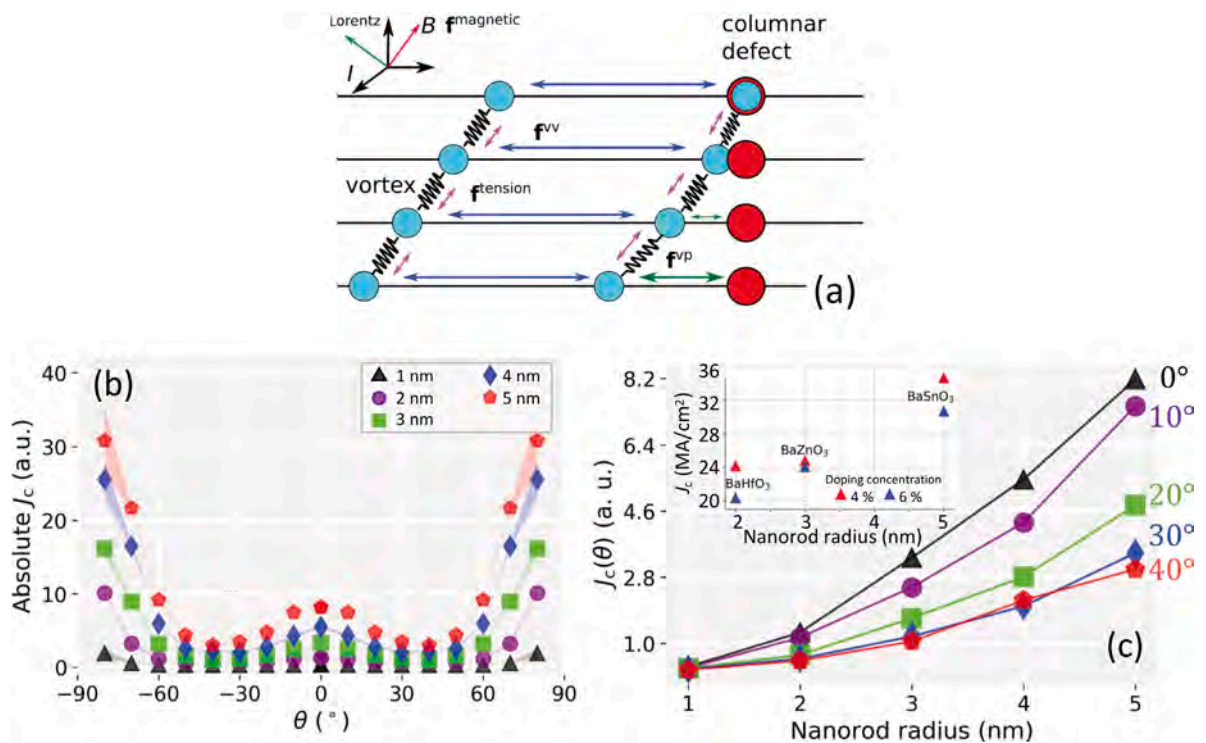 Lorentz
B f^magnetic
I
columnar
defect
f^vv
vortex
f^tension
f^vp
(a)
(b)
1 nm
2 nm
3 nm
4 nm
5 nm
Absolute J_c (a.u.)
40
30
20
10
0
−90
−60
−30
0
30
60
90
θ (°)
(c)
J_c(θ) (a. u.)
8.2
6.4
4.6
2.8
1.0
1
2
3
4
5
Nanorod radius (nm)
0°
10°
20°
30°
40°
J_c (MA/cm²)
36
32
28
24
20
BaSnO₃
BaZnO₃
BaHfO₃
Doping concentration
4 %
6 %
2
3
4
5
Nanorod radius (nm)